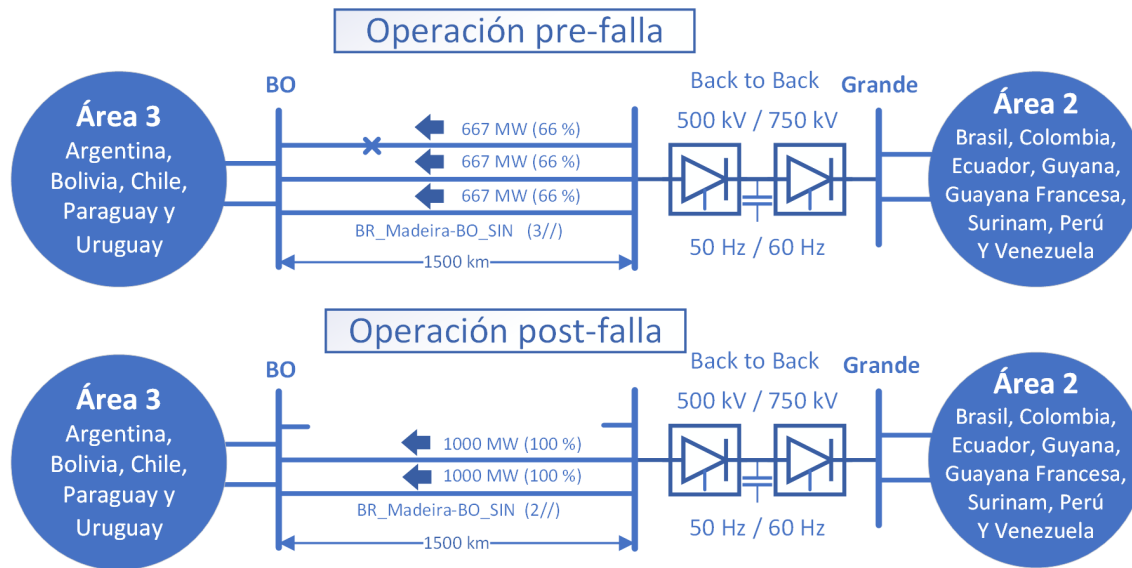 Operación pre-falla
Área 3
Argentina,
Bolivia, Chile,
Paraguay y
Uruguay
BO
667 MW (66 %)
667 MW (66 %)
667 MW (66 %)
BR_Madeira-BO_SIN (3//)
1500 km
Back to Back
500 kV / 750 kV
50 Hz / 60 Hz
Grande
Área 2
Brasil, Colombia,
Ecuador, Guyana,
Guayana Francesa,
Surinam, Perú
Y Venezuela
Operación post-falla
Área 3
Argentina,
Bolivia, Chile,
Paraguay y
Uruguay
BO
1000 MW (100 %)
1000 MW (100 %)
BR_Madeira-BO_SIN (2//)
1500 km
Back to Back
500 kV / 750 kV
50 Hz / 60 Hz
Grande
Área 2
Brasil, Colombia,
Ecuador, Guyana,
Guayana Francesa,
Surinam, Perú
Y Venezuela